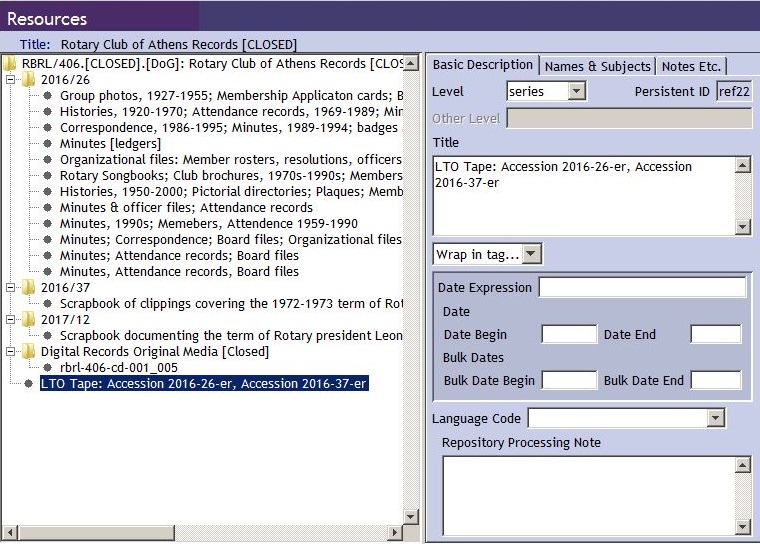 Resources
Title: Rotary Club of Athens Records [CLOSED]
RBRL/406.[CLOSED].[DoG]: Rotary Club of Athens Records [CLOS
2016/26
Group photos, 1927-1955; Membership Applicaton cards; B
Histories, 1920-1970; Attendance records, 1969-1989; Min
Correspondence, 1986-1995; Minutes, 1989-1994; badges
Minutes [ledgers]
Organizational files: Member rosters, resolutions, officers
Rotary Songbooks; Club brochures, 1970s-1990s; Members
Histories, 1950-2000; Pictorial directories; Plaques; Memb
Minutes & officer files; Attendance records
Minutes, 1990s; Memebers, Attendence 1959-1990
Minutes; Correspondence; Board files; Organizational files
Minutes; Attendance records; Board files
Minutes, Attendance records, Board files
2016/37
Scrapbook of clippings covering the 1972-1973 term of Rot
2017/12
Scrapbook documenting the term of Rotary president Leon
Digital Records Original Media [Closed]
rbrl-406-cd-001_005
LTO Tape: Accession 2016-26-er, Accession 2016-37-er
Basic Description
Names & Subjects
Notes Etc.
Level series Persistent ID ref22
Other Level
Title
LTO Tape: Accession 2016-26-er, Accession
2016-37-er
Wrap in tag...
Date Expression
Date
Date Begin Date End
Bulk Dates
Bulk Date Begin Bulk Date End
Language Code
Repository Processing Note